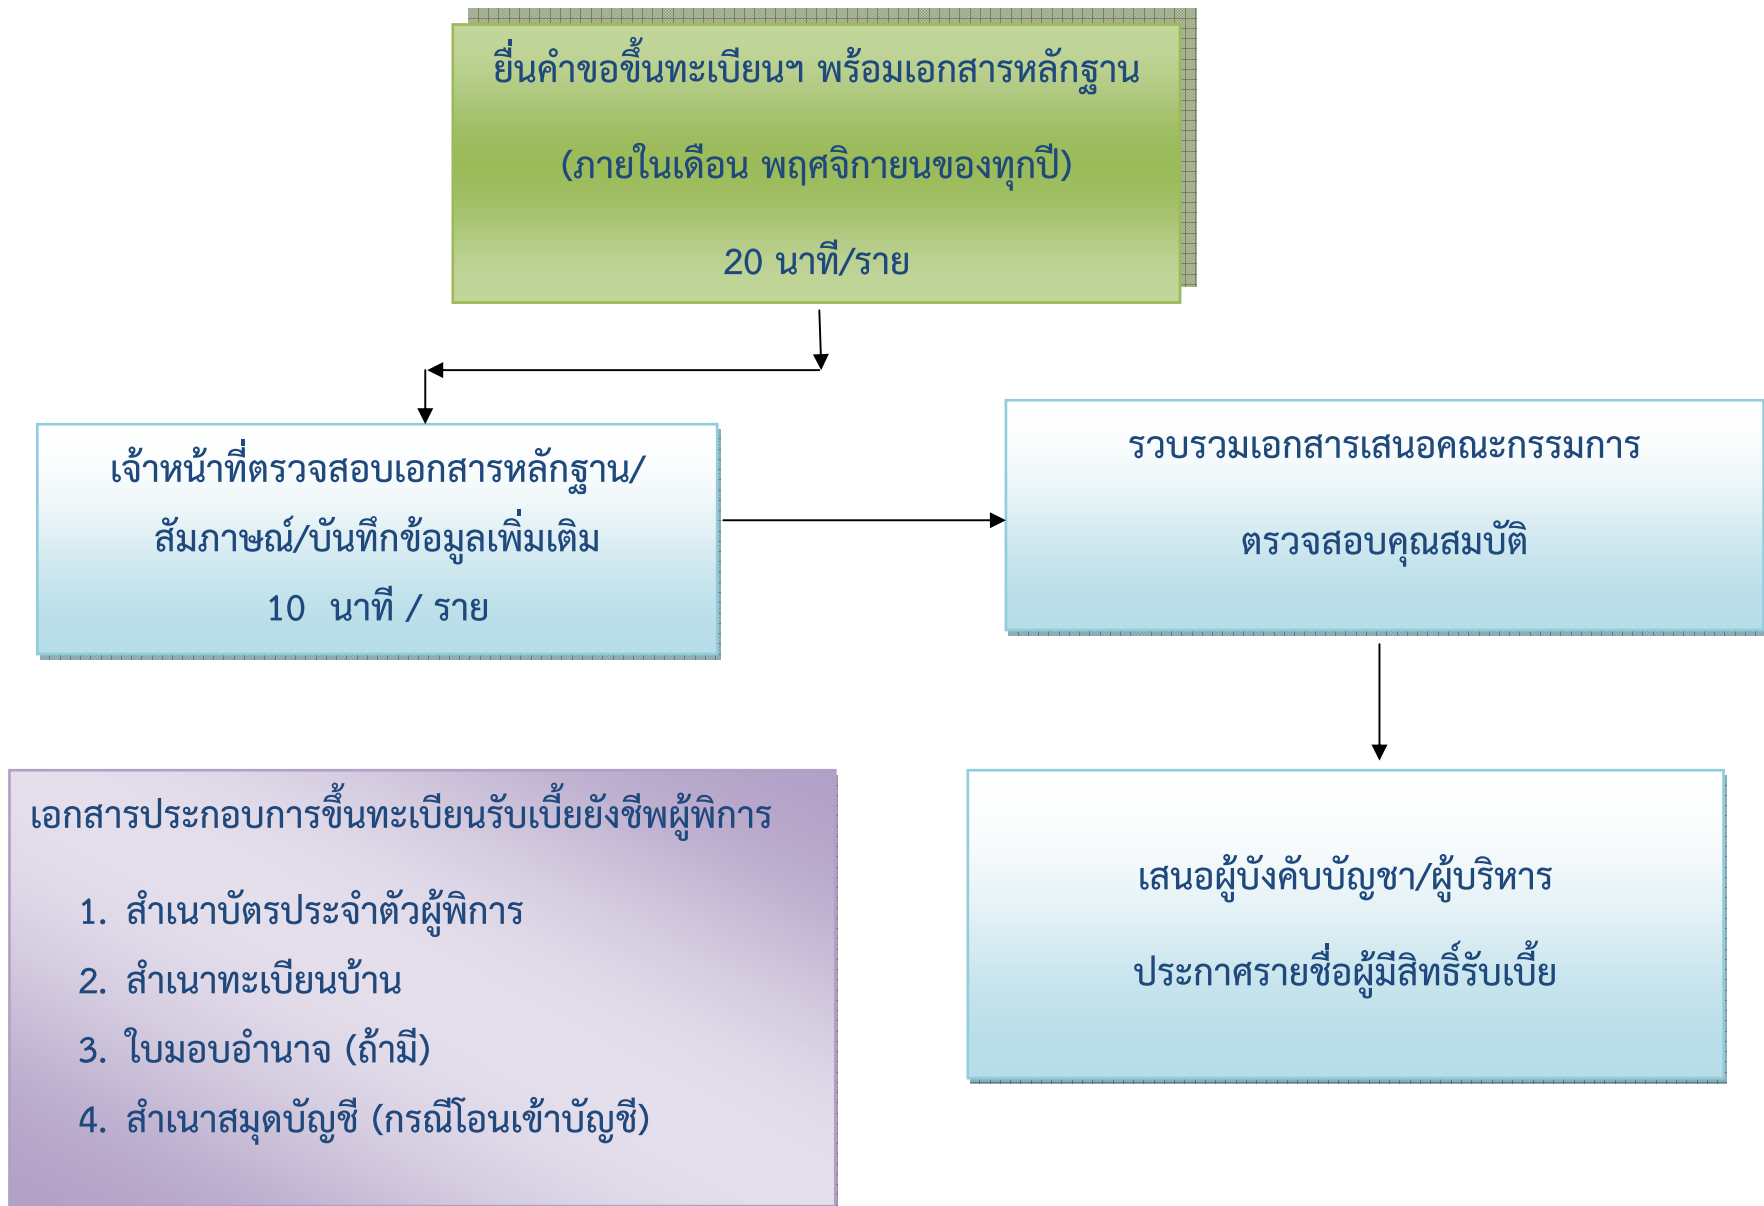 ยื่นคำขอขึ้นทะเบียนฯ พร้อมเอกสารหลักฐาน
(ภายในเดือน พฤศจิกายนของทุกปี)
20 นาที/ราย
เจ้าหน้าที่ตรวจสอบเอกสารหลักฐาน/
สัมภาษณ์/บันทึกข้อมูลเพิ่มเติม
10 นาที / ราย
รวบรวมเอกสารเสนอคณะกรรมการ
ตรวจสอบคุณสมบัติ
เอกสารประกอบการขึ้นทะเบียนรับเบี้ยยังชีพผู้พิการ
1. สำเนาบัตรประจำตัวผู้พิการ
2. สำเนาทะเบียนบ้าน
3. ใบมอบอำนาจ (ถ้ามี)
4. สำเนาสมุดบัญชี (กรณีโอนเข้าบัญชี)
เสนอผู้บังคับบัญชา/ผู้บริหาร
ประกาศรายชื่อผู้มีสิทธิ์รับเบี้ย